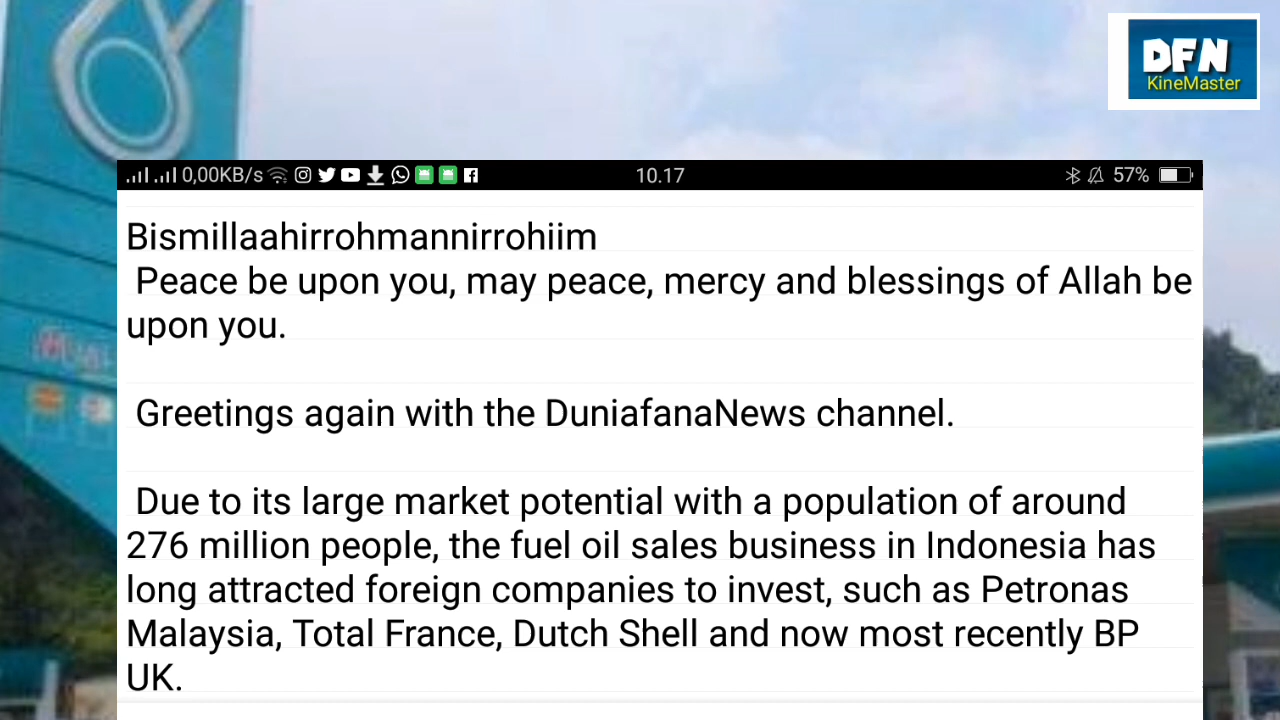 DFN
KineMaster
0,00KB/s
10.17
57%
Bismillaahirrohmannirrohiim
Peace be upon you, may peace, mercy and blessings of Allah be
upon you.
Greetings again with the DuniafanaNews channel.
Due to its large market potential with a population of around
276 million people, the fuel oil sales business in Indonesia has
long attracted foreign companies to invest, such as Petronas
Malaysia, Total France, Dutch Shell and now most recently BP
UK.